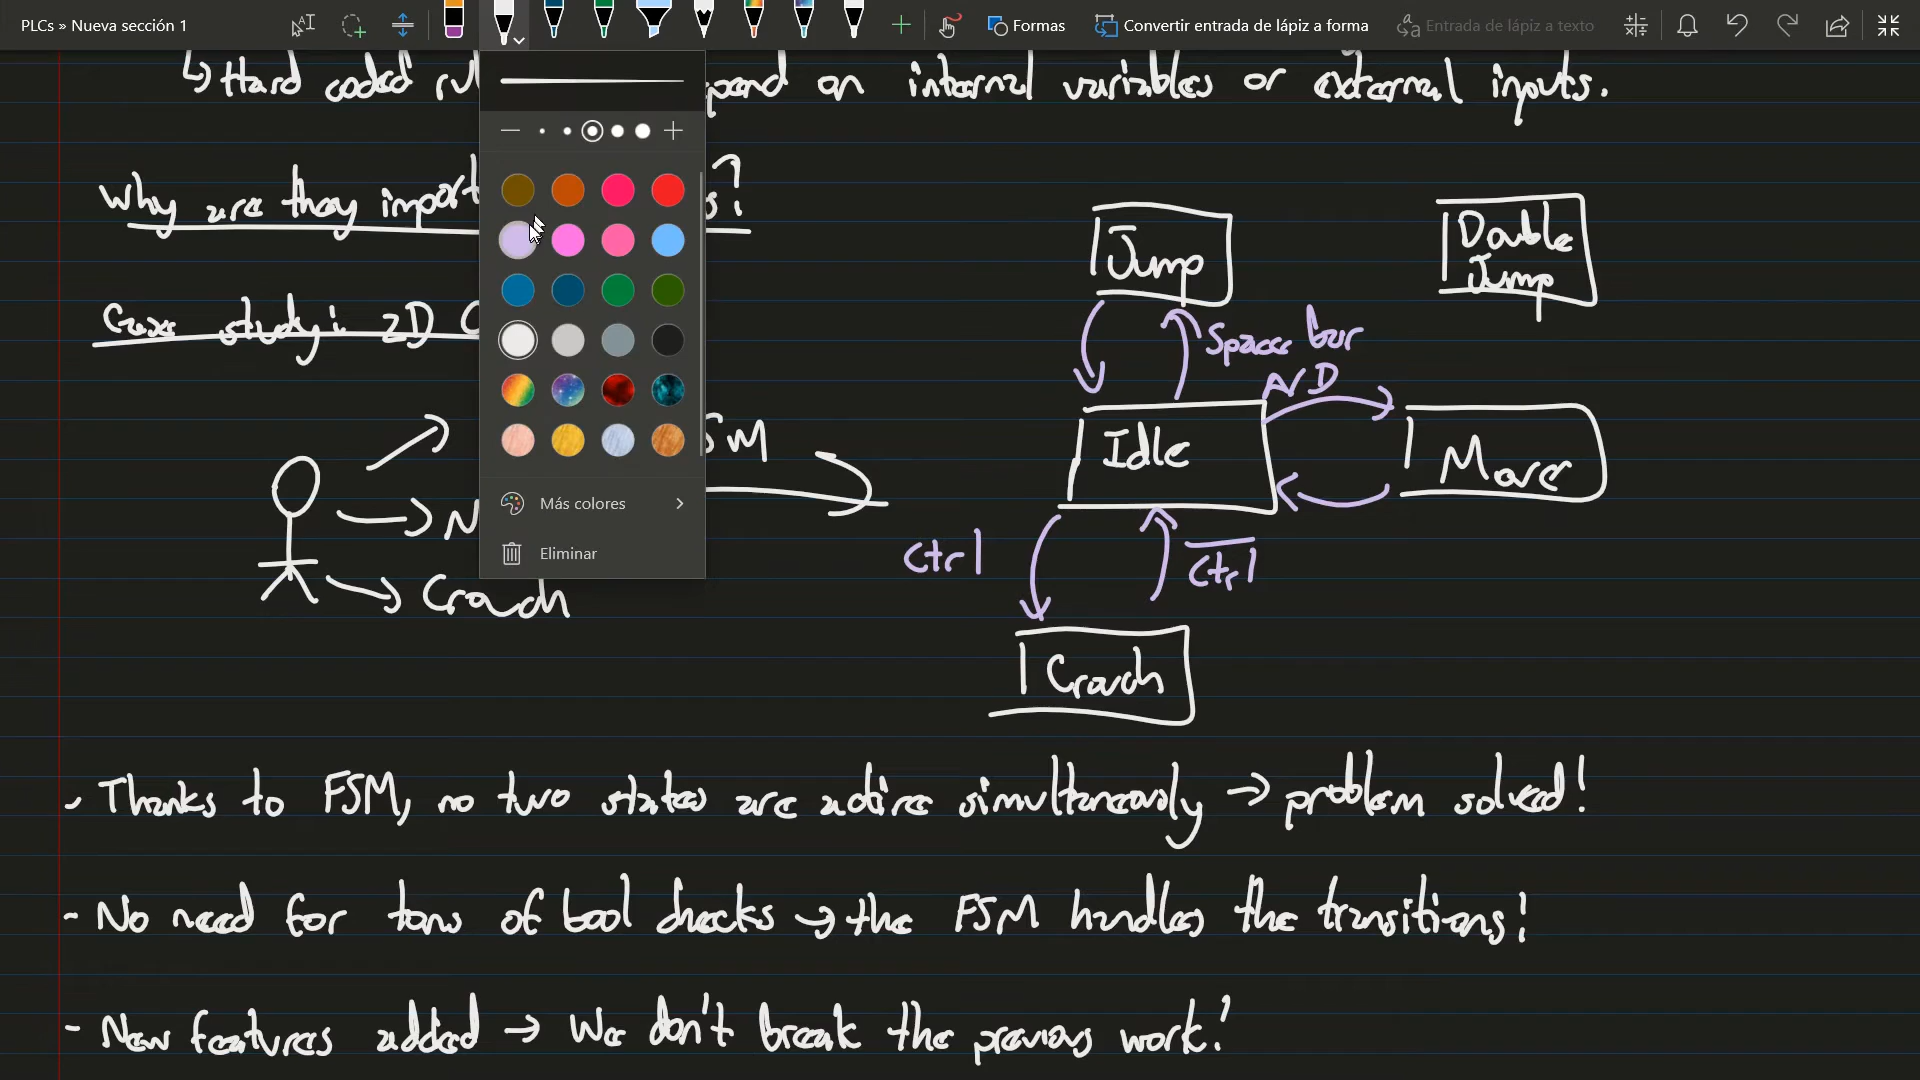 PLCs » Nueva sección 1
Formas
Convertir entrada de lápiz a forma
Entrada de lápiz a texto
↳ Hard coded pend on internal variables or external inputs.
Why are they import s?
Case study: 2D
Jump
Double
Jump
Space bar
A/D
Idle
Move
SM
N
Más colores
Eliminar
Ctrl
Ctrl
Crouch
Crouch
- Thanks to FSM, no two states are active simultaneously → problem solved!
- No need for tons of bool checks → the FSM handles the transitions!
- New features added → We don't break the previous work!